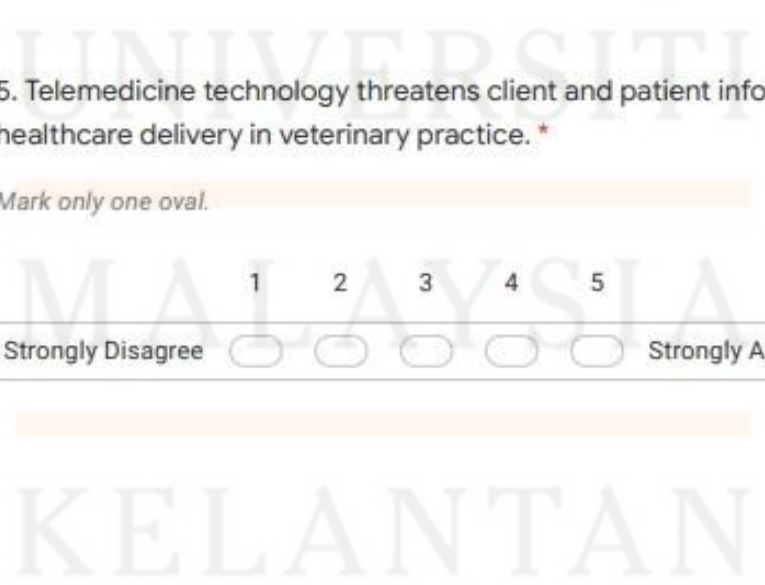 UNIVERSITI
5. Telemedicine technology threatens client and patient info
healthcare delivery in veterinary practice. *
Mark only one oval.
MALAYSIA
1 2 3 4 5
Strongly Disagree Strongly A
KELANTAN